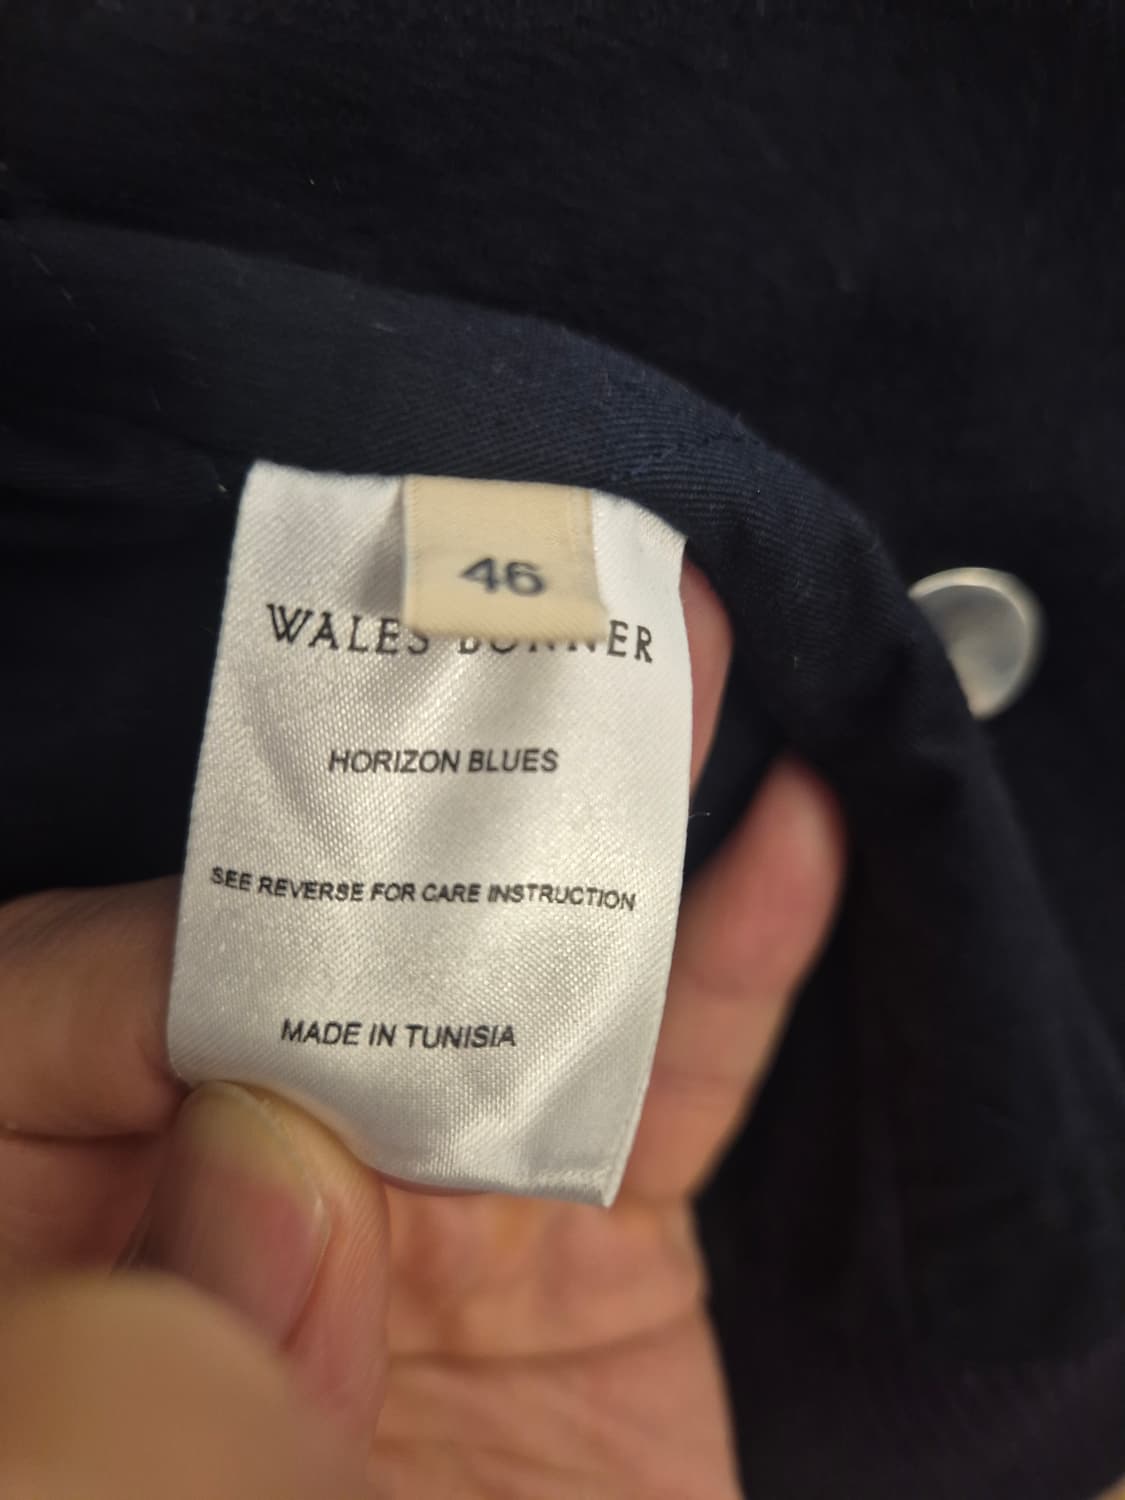 46
WALES BONNER
HORIZON BLUES
SEE REVERSE FOR CARE INSTRUCTION
MADE IN TUNISIA